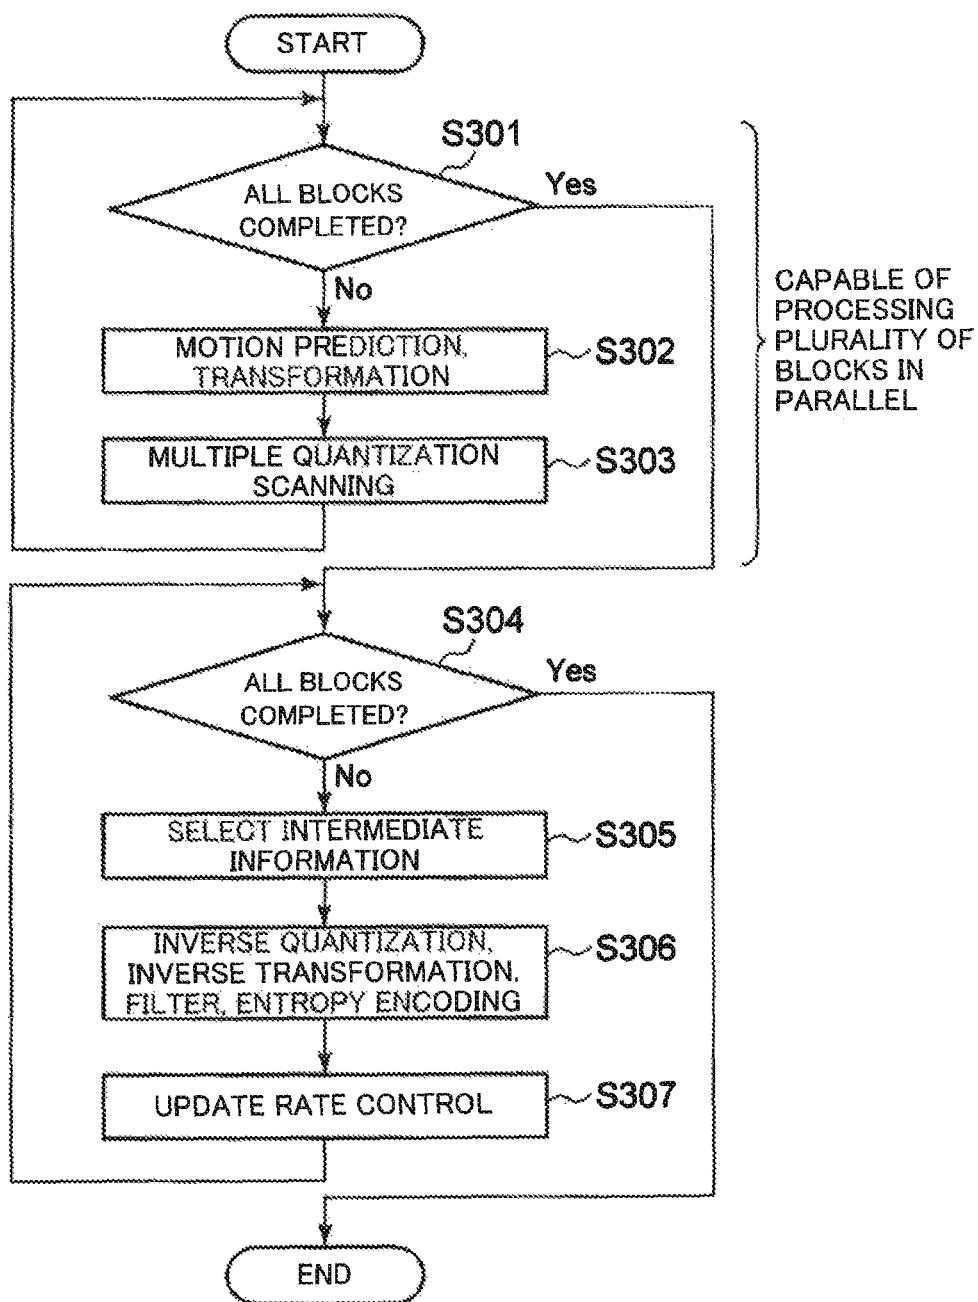 START
S301
ALL BLOCKS
COMPLETED?
Yes
No
MOTION PREDICTION,
TRANSFORMATION
S302
MULTIPLE QUANTIZATION
SCANNING
S303
CAPABLE OF
PROCESSING
PLURALITY OF
BLOCKS IN
PARALLEL
S304
ALL BLOCKS
COMPLETED?
Yes
No
SELECT INTERMEDIATE
INFORMATION
S305
INVERSE QUANTIZATION,
INVERSE TRANSFORMATION,
FILTER, ENTROPY ENCODING
S306
UPDATE RATE CONTROL
S307
END